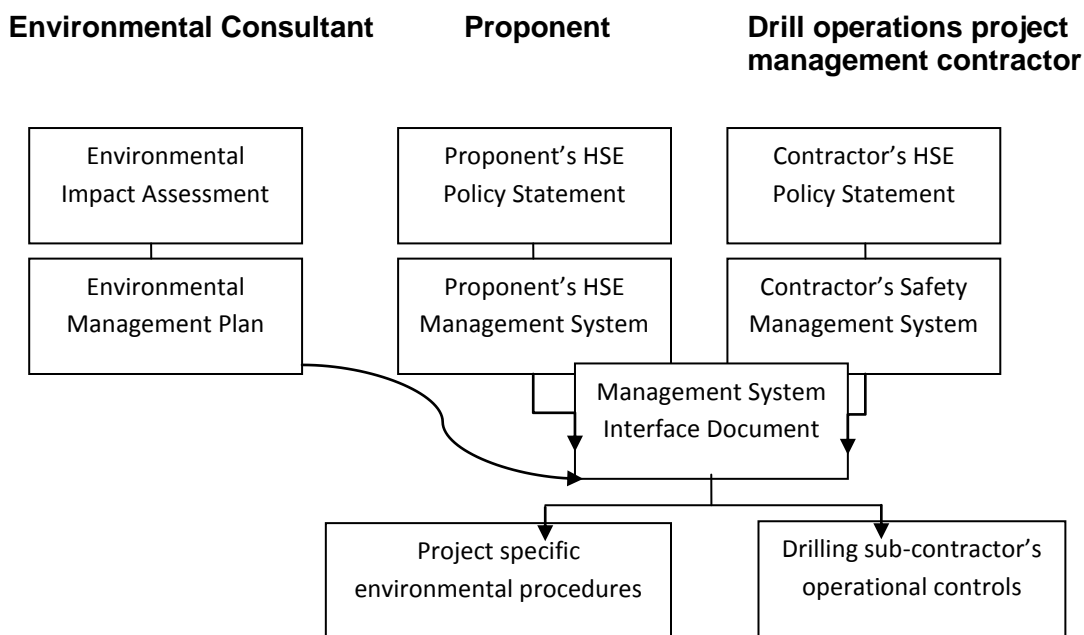 Environmental Consultant
Proponent
Drill operations project
management contractor
Environmental
Impact Assessment
Proponent's HSE
Policy Statement
Contractor's HSE
Policy Statement
Environmental
Management Plan
Proponent's HSE
Management System
Contractor's Safety
Management System
Management System
Interface Document
Project specific
environmental procedures
Drilling sub-contractor's
operational controls